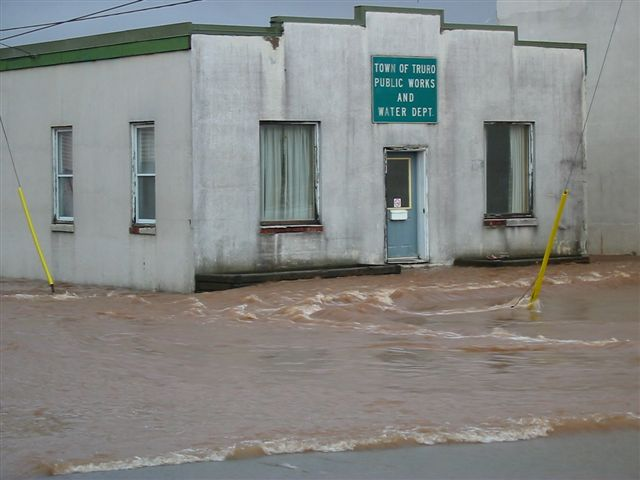 TOWN OF TRURO
PUBLIC WORKS
AND
WATER DEPT.